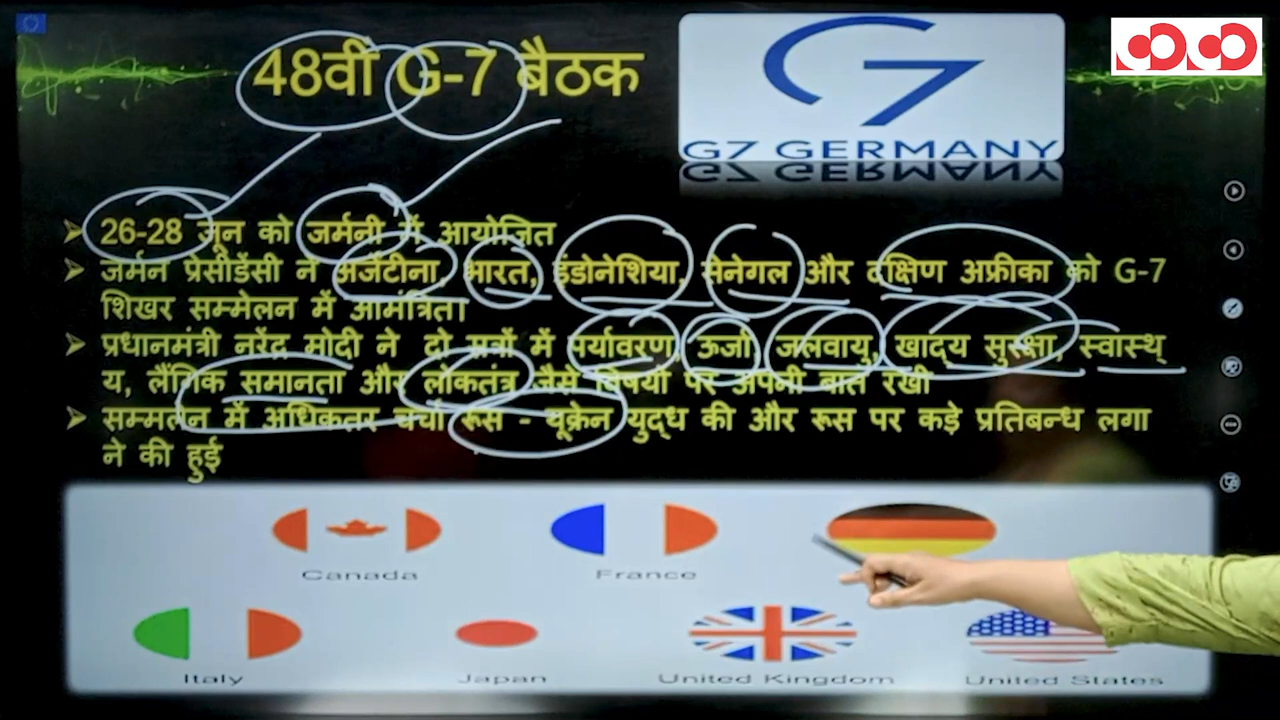 48वी G-7 बैठक
G7 GERMANY
26-28 जून को जर्मनी में आयोजित
जर्मन प्रेसीडेंसी ने अर्जेंटीना, भारत, इंडोनेशिया, सेनेगल और दक्षिण अफ्रीका को G-7
शिखर सम्मेलन में आमंत्रित।
प्रधानमंत्री नरेंद्र मोदी ने दो सत्रों में पर्यावरण, ऊर्जा, जलवायु, खाद्य सुरक्षा, स्वास्थ्
य, लैंगिक समानता और लोकतंत्र जैसे विषयों पर अपनी बात रखी
सम्मलेन में अधिकतर चर्चा रूस - यूक्रेन युद्ध की और रूस पर कड़े प्रतिबन्ध लगा
ने की हुई
Canada France
Italy Japan United Kingdom United States